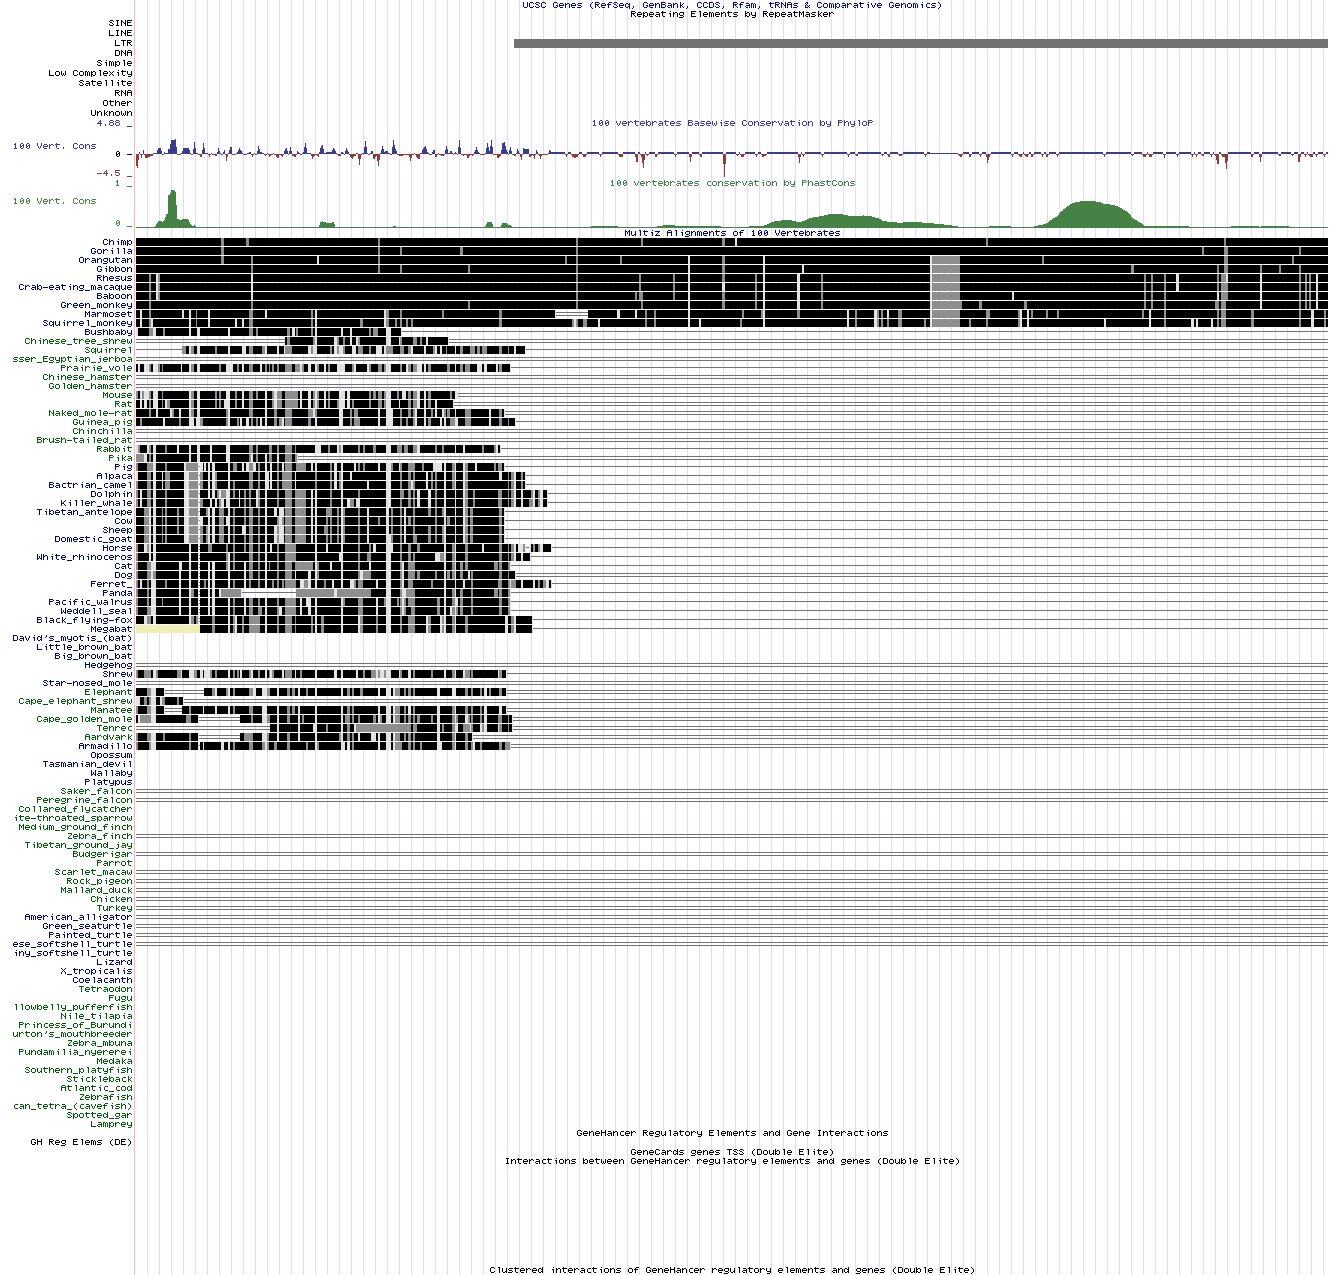 UCSC Genes (RefSeq, GenBank, CCDS, Rfam, tRNAs & Comparative Genomics)
Repeating Elements by RepeatMasker
SINE
LINE
LTR
DNA
Simple
Low Complexity
Satellite
RNA
Other
Unknown
4.88 _
100 vertebrates Basewise Conservation by PhyloP
100 Vert. Cons
0 _
-4.5 _
1 _
100 vertebrates conservation by PhastCons
100 Vert. Cons
0 _
Multiz Alignments of 100 Vertebrates
Chimp
Gorilla
Orangutan
Gibbon
Rhesus
Crab-eating_macaque
Baboon
Green_monkey
Marmoset
Squirrel_monkey
Bushbaby
Chinese_tree_shrew
Squirrel
sser_Egyptian_jerboa
Prairie_vole
Chinese_hamster
Golden_hamster
Mouse
Rat
Naked_mole-rat
Guinea_pig
Chinchilla
Brush-tailed_rat
Rabbit
Pika
Pig
Alpaca
Bactrian_camel
Dolphin
Killer_whale
Tibetan_antelope
Cow
Sheep
Domestic_goat
Horse
White_rhinoceros
Cat
Dog
Ferret_
Panda
Pacific_walrus
Weddell_seal
Black_flying-fox
Megabat
David's_myotis_(bat)
Little_brown_bat
Big_brown_bat
Hedgehog
Shrew
Star-nosed_mole
Elephant
Cape_elephant_shrew
Manatee
Cape_golden_mole
Tenrec
Aardvark
Armadillo
Opossum
Tasmanian_devil
Wallaby
Platypus
Saker_falcon
Peregrine_falcon
Collared_flycatcher
ite-throated_sparrow
Medium_ground_finch
Zebra_finch
Tibetan_ground_jay
Budgerigar
Parrot
Scarlet_macaw
Rock_pigeon
Mallard_duck
Chicken
Turkey
American_alligator
Green_seaturtle
Painted_turtle
ese_softshell_turtle
iny_softshell_turtle
Lizard
X_tropicalis
Coelacanth
Tetraodon
Fugu
llowbelly_pufferfish
Nile_tilapia
Princess_of_Burundi
urton's_mouthbreeder
Zebra_mbuna
Pundamilia_nyererei
Medaka
Southern_platyfish
Stickleback
Atlantic_cod
Zebrafish
can_tetra_(cavefish)
Spotted_gar
Lamprey
GeneHancer Regulatory Elements and Gene Interactions
GH Reg Elems (DE)
GeneCards genes TSS (Double Elite)
Interactions between GeneHancer regulatory elements and genes (Double Elite)
Clustered interactions of GeneHancer regulatory elements and genes (Double Elite)